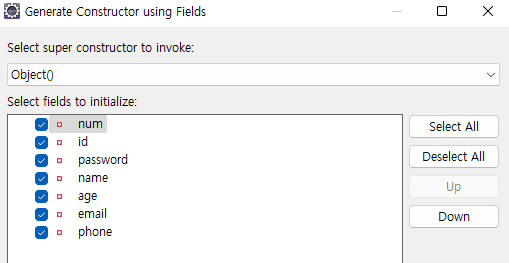 Generate Constructor using Fields
Select super constructor to invoke:
Object()
Select fields to initialize:
num
id
password
name
age
email
phone
Select All
Deselect All
Up
Down